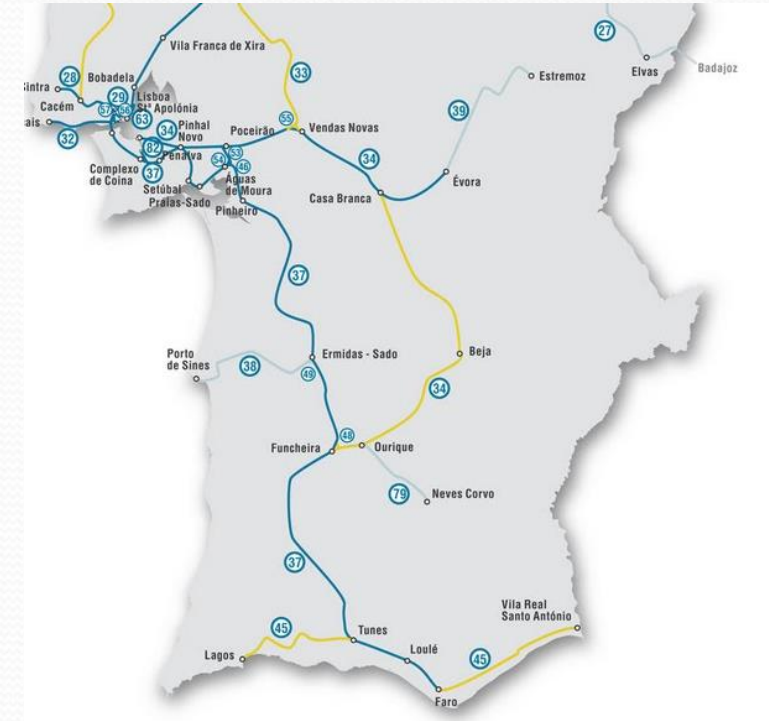 27
Vila Franca de Xira
Elvas
Badajoz
33
28
Bobadela
Estremoz
29
Lisboa
Stª Apolónia
Cacém
57
56
63
39
32
34
Pinhal
Novo
Poceirão
55
Vendas Novas
82
Penalva
54
53
46
34
Complexo
de Coina
37
Águas
de Moura
Évora
Setúbal
Praias-Sado
Pinheiro
Casa Branca
37
Porto
de Sines
38
Ermidas - Sado
49
Beja
34
48
Funcheira
Ourique
79
Neves Corvo
37
Vila Real
Santo António
45
Tunes
Lagos
Loulé
45
Faro